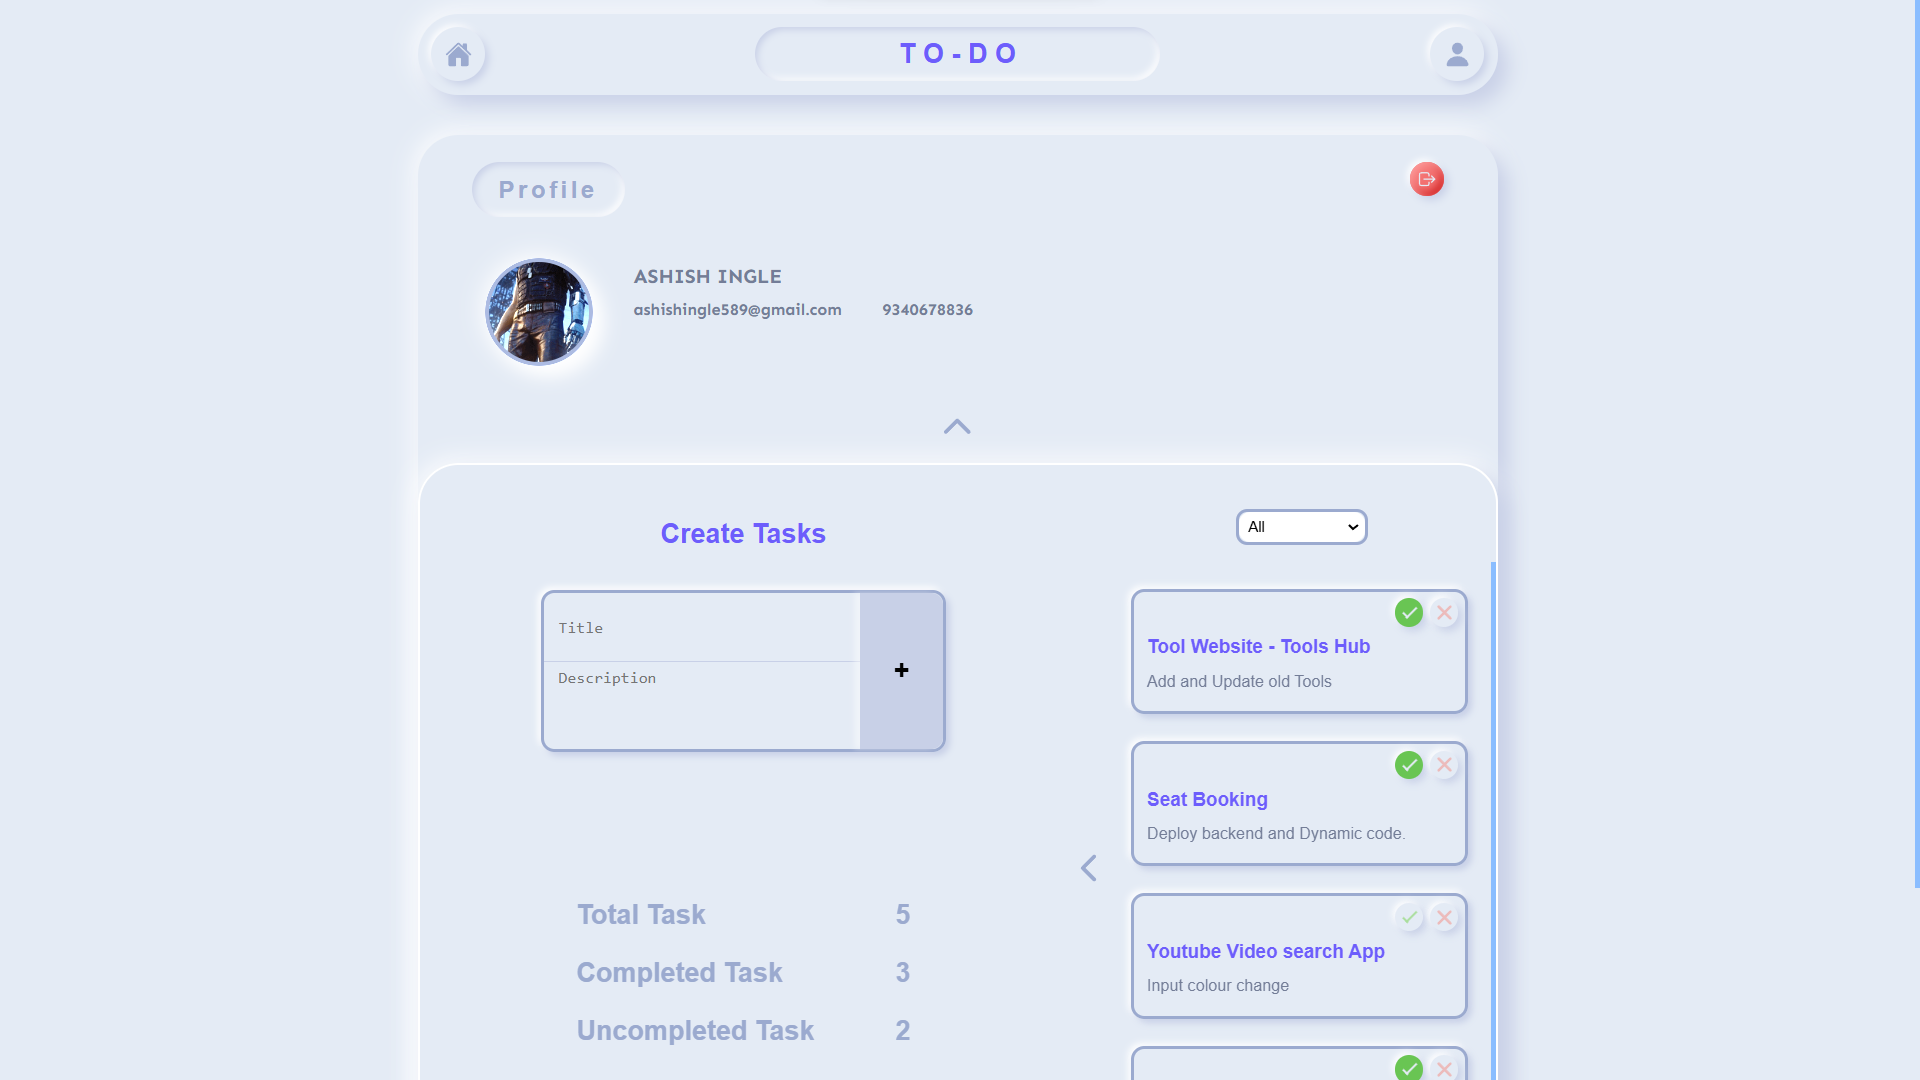 TO-DO
Profile
ASHISH INGLE
ashishingle589@gmail.com 9340678836
Create Tasks
All
Title
Description
+
Total Task 5
Completed Task 3
Uncompleted Task 2
Tool Website - Tools Hub
Add and Update old Tools
Seat Booking
Deploy backend and Dynamic code.
Youtube Video search App
Input colour change